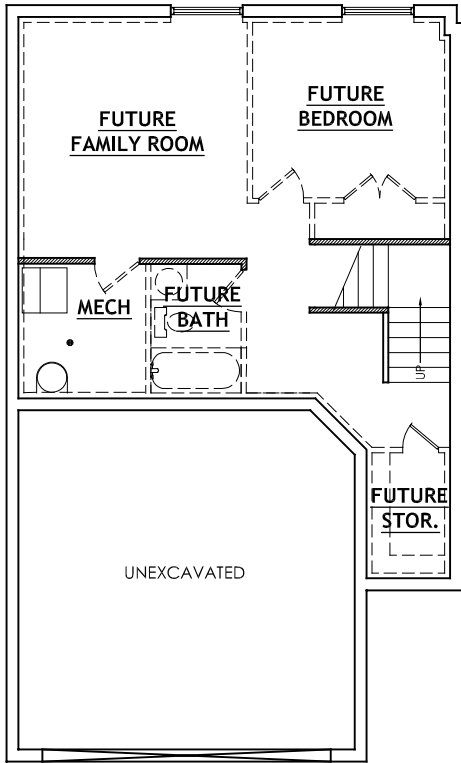 FUTURE
BEDROOM
FUTURE
FAMILY ROOM
MECH
FUTURE
BATH
UP
FUTURE
STOR.
UNEXCAVATED